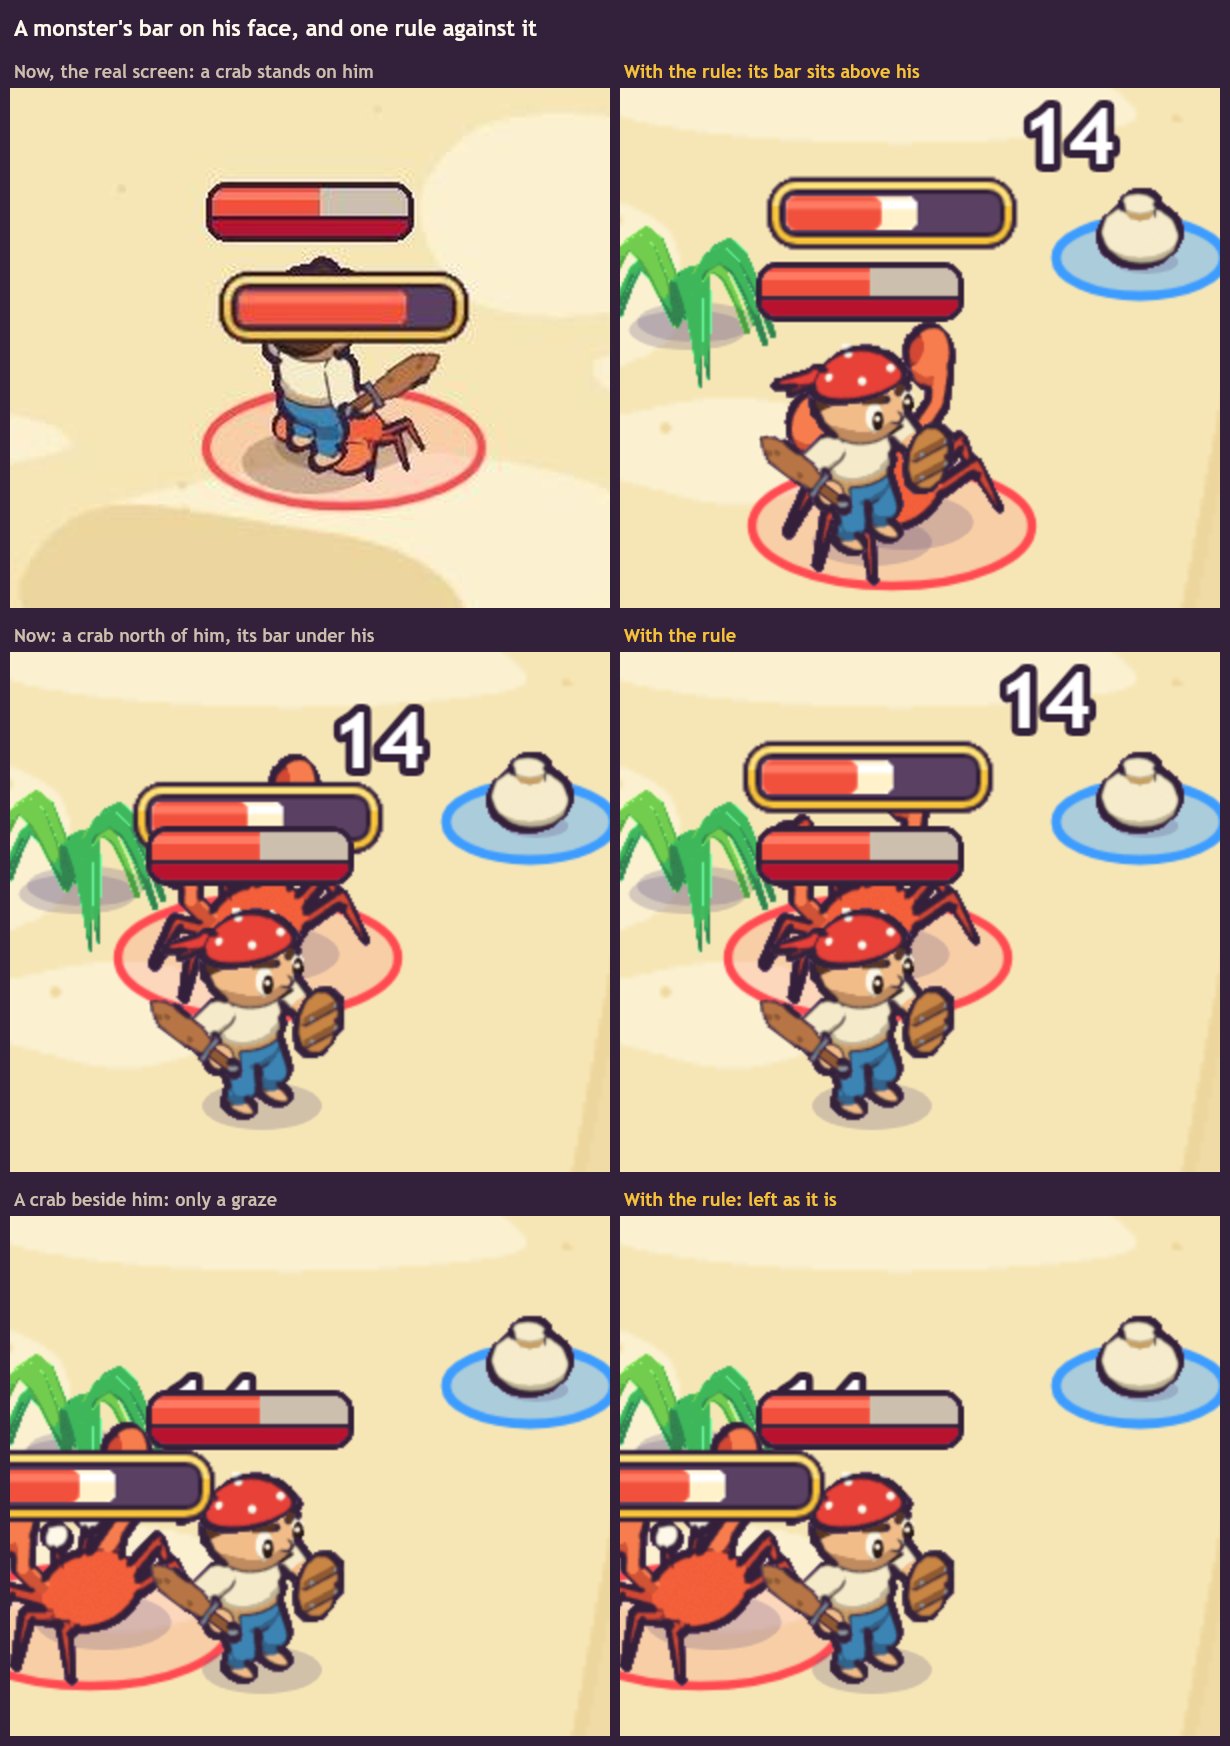 A monster's bar on his face, and one rule against it
Now, the real screen: a crab stands on him
With the rule: its bar sits above his
14
Now: a crab north of him, its bar under his
With the rule
14
14
A crab beside him: only a graze
With the rule: left as it is
14
14